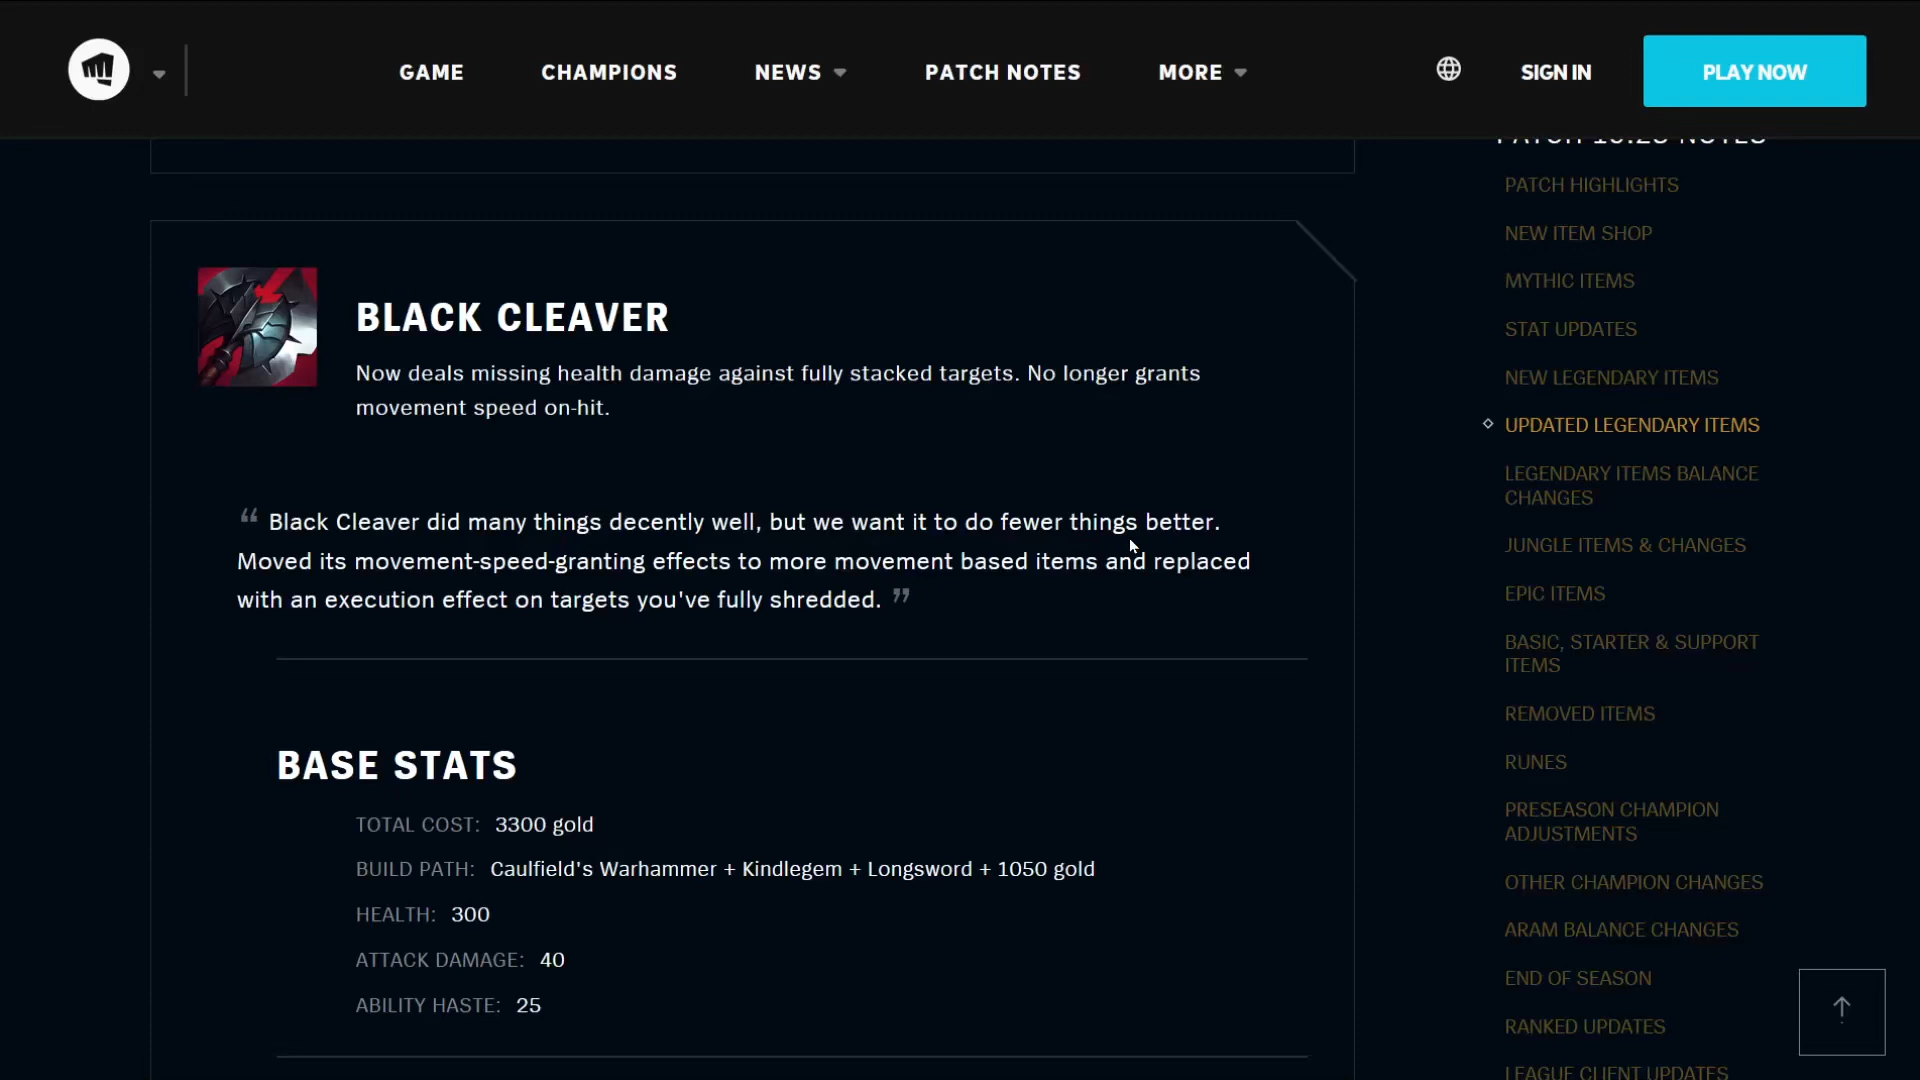 GAME
CHAMPIONS
NEWS
PATCH NOTES
MORE
SIGN IN
PLAY NOW
BLACK CLEAVER
Now deals missing health damage against fully stacked targets. No longer grants
movement speed on-hit.
“ Black Cleaver did many things decently well, but we want it to do fewer things better.
Moved its movement-speed-granting effects to more movement based items and replaced
with an execution effect on targets you've fully shredded. ”
BASE STATS
TOTAL COST: 3300 gold
BUILD PATH: Caulfield's Warhammer + Kindlegem + Longsword + 1050 gold
HEALTH: 300
ATTACK DAMAGE: 40
ABILITY HASTE: 25
PATCH 10.23 NOTES
PATCH HIGHLIGHTS
NEW ITEM SHOP
MYTHIC ITEMS
STAT UPDATES
NEW LEGENDARY ITEMS
UPDATED LEGENDARY ITEMS
LEGENDARY ITEMS BALANCE
CHANGES
JUNGLE ITEMS & CHANGES
EPIC ITEMS
BASIC, STARTER & SUPPORT
ITEMS
REMOVED ITEMS
RUNES
PRESEASON CHAMPION
ADJUSTMENTS
OTHER CHAMPION CHANGES
ARAM BALANCE CHANGES
END OF SEASON
RANKED UPDATES
LEAGUE CLIENT UPDATES